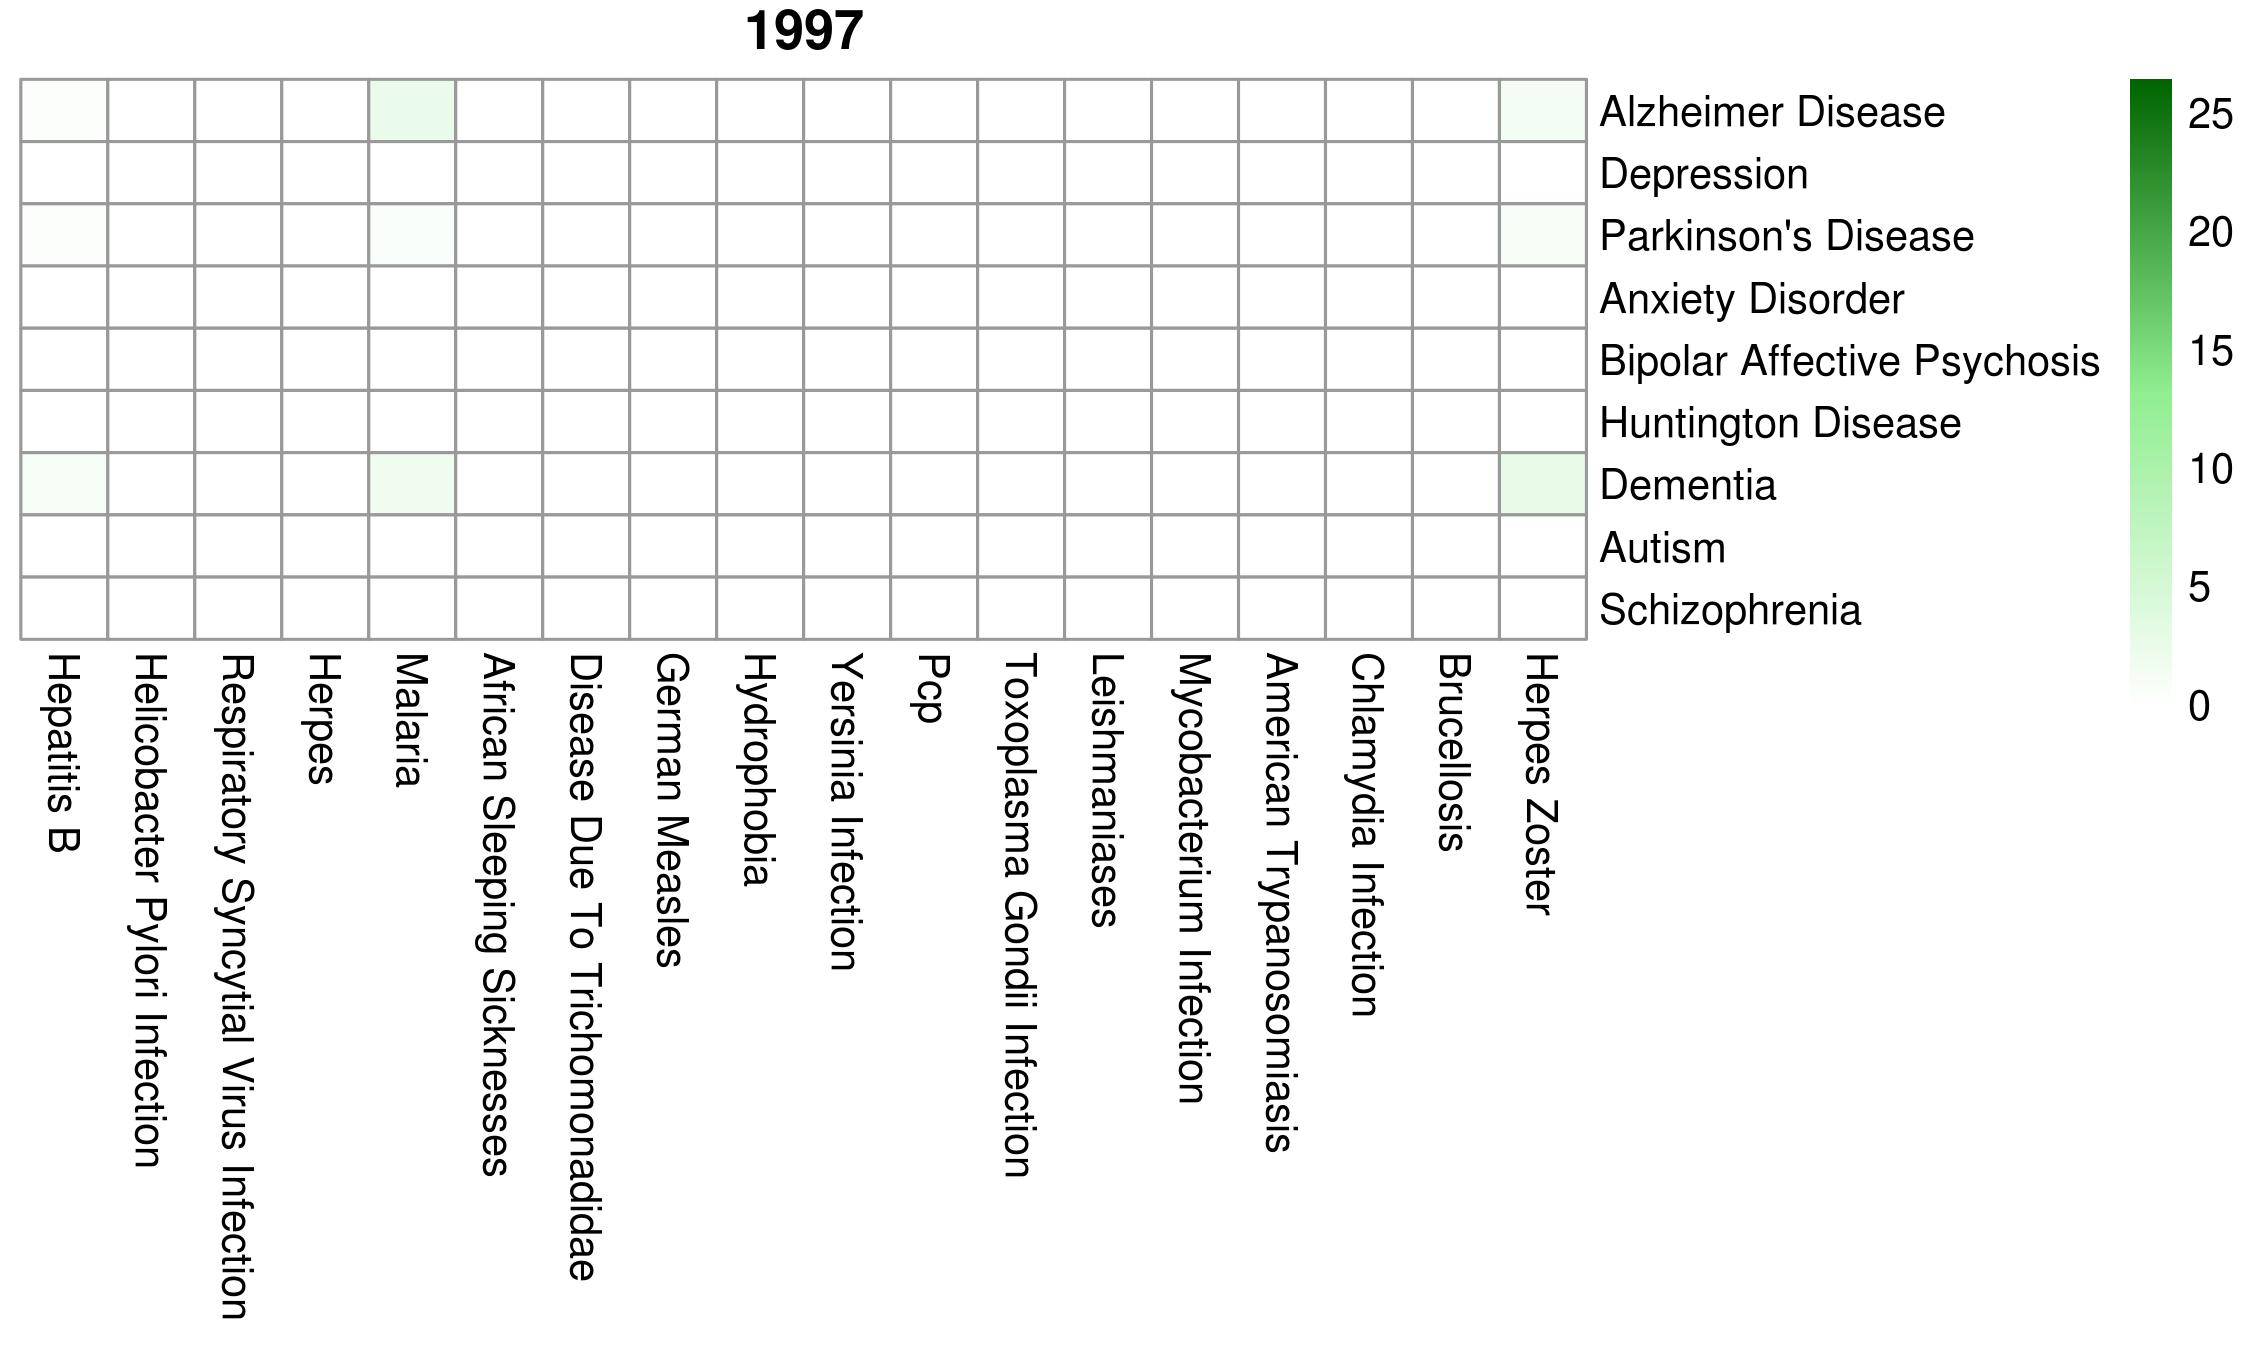 1997
Alzheimer Disease
Depression
Parkinson's Disease
Anxiety Disorder
Bipolar Affective Psychosis
Huntington Disease
Dementia
Autism
Schizophrenia
25
20
15
10
5
0
Hepatitis B
Helicobacter Pylori Infection
Respiratory Syncytial Virus Infection
Herpes
Malaria
African Sleeping Sicknesses
Disease Due To Trichomonadidae
German Measles
Hydrophobia
Yersinia Infection
Pcp
Toxoplasma Gondii Infection
Leishmaniases
Mycobacterium Infection
American Trypanosomiasis
Chlamydia Infection
Brucellosis
Herpes Zoster